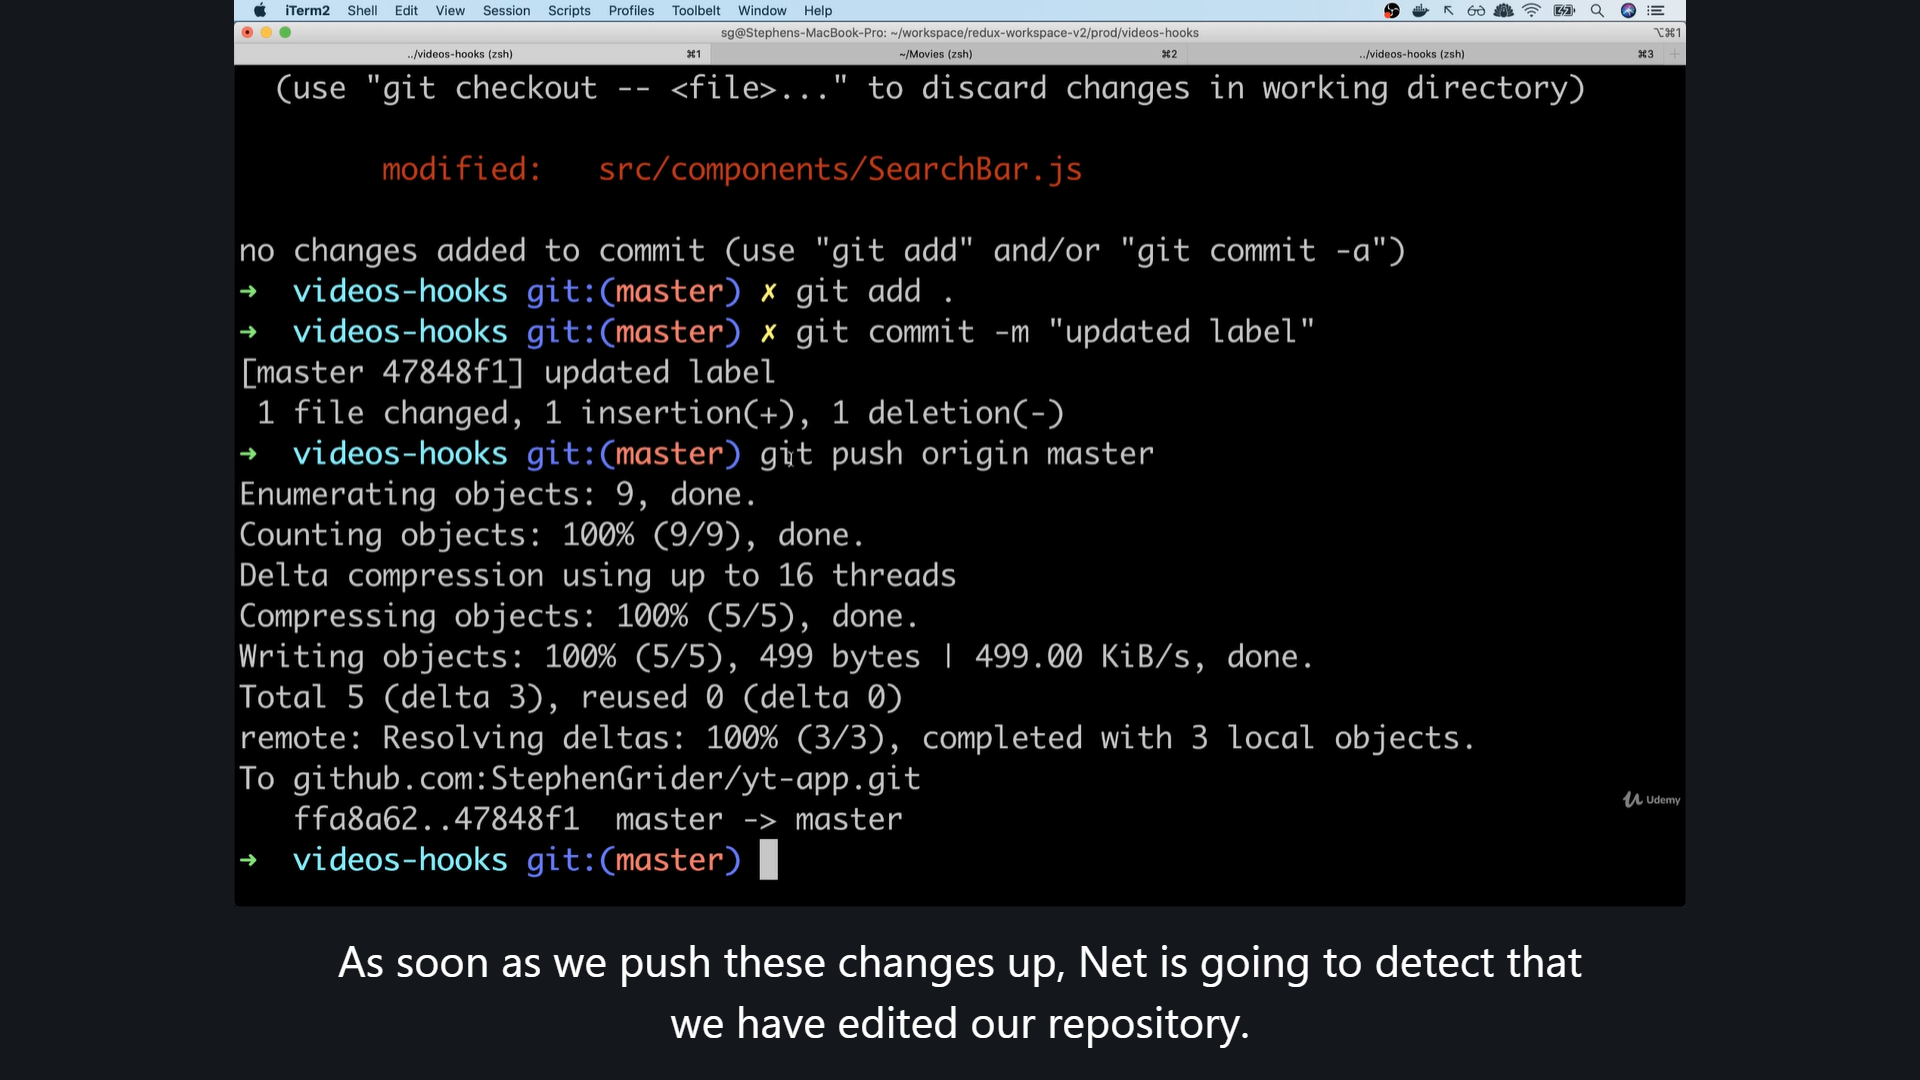 iTerm2 Shell Edit View Session Scripts Profiles Toolbelt Window Help
sg@Stephens-MacBook-Pro: ~/workspace/redux-workspace-v2/prod/videos-hooks ⌥⌘1
../videos-hooks (zsh) ⌘1 ~/Movies (zsh) ⌘2 ../videos-hooks (zsh) ⌘3
(use "git checkout -- <file>..." to discard changes in working directory)
modified: src/components/SearchBar.js
no changes added to commit (use "git add" and/or "git commit -a")
➜ videos-hooks git:(master) ✗ git add .
➜ videos-hooks git:(master) ✗ git commit -m "updated label"
[master 47848f1] updated label
1 file changed, 1 insertion(+), 1 deletion(-)
➜ videos-hooks git:(master) git push origin master
Enumerating objects: 9, done.
Counting objects: 100% (9/9), done.
Delta compression using up to 16 threads
Compressing objects: 100% (5/5), done.
Writing objects: 100% (5/5), 499 bytes | 499.00 KiB/s, done.
Total 5 (delta 3), reused 0 (delta 0)
remote: Resolving deltas: 100% (3/3), completed with 3 local objects.
To github.com:StephenGrider/yt-app.git
ffa8a62..47848f1 master -> master
➜ videos-hooks git:(master)
Udemy
As soon as we push these changes up, Net is going to detect that
we have edited our repository.